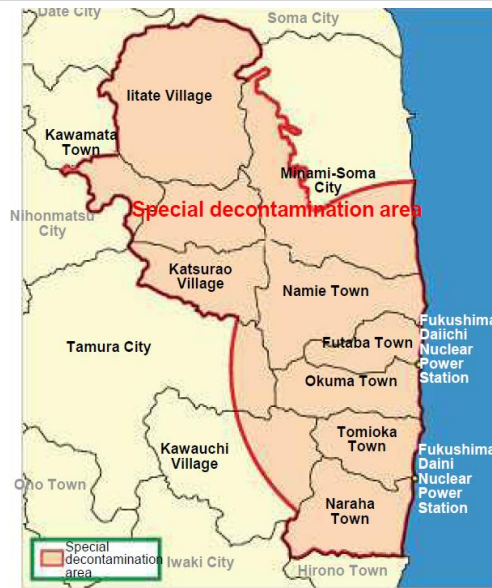 Date City
Soma City
Iitate Village
Kawamata
Town
Minami-Soma
City
Special decontamination area
Nihonmatsu
City
Katsurao
Village
Namie Town
Fukushima
Daiichi
Nuclear
Power
Station
Futaba Town
Tamura City
Okuma Town
Tomioka
Town
Kawauchi
Village
Fukushima
Daini
Nuclear
Power
Station
Ono Town
Naraha
Town
Special
decontamination
area
Iwaki City
Hirono Town